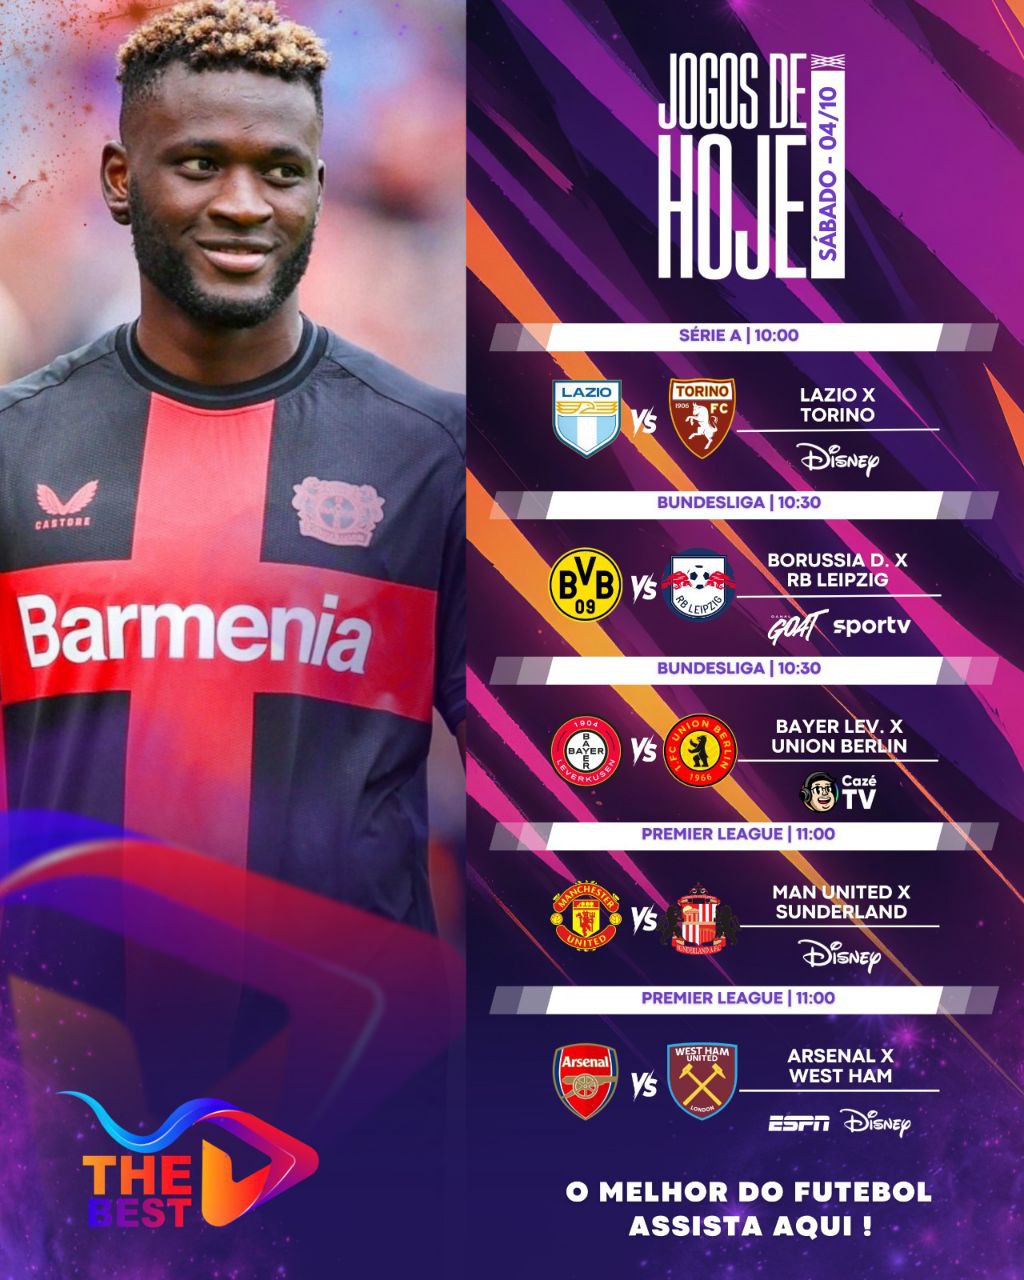 JOGOS DE
HOJE
SÁBADO - 04/10
SÉRIE A | 10:00
LAZIO
VS
TORINO
1906 FC
LAZIO X
TORINO
Disney
BUNDESLIGA | 10:30
BVB
09
VS
RB LEIPZIG
BORUSSIA D. X
RB LEIPZIG
CANAL
GOAT
sportv
BUNDESLIGA | 10:30
1904
BAYER
BAYER
LEVERKUSEN
VS
1. FC UNION BERLIN
1966
BAYER LEV. X
UNION BERLIN
Cazé
TV
PREMIER LEAGUE | 11:00
MANCHESTER
UNITED
VS
SUNDERLAND A.F.C
MAN UNITED X
SUNDERLAND
Disney
PREMIER LEAGUE | 11:00
Arsenal
VS
WEST HAM
UNITED
LONDON
ARSENAL X
WEST HAM
ESPN Disney
O MELHOR DO FUTEBOL
ASSISTA AQUI !
CASTORE
Barmenia
THE
BEST